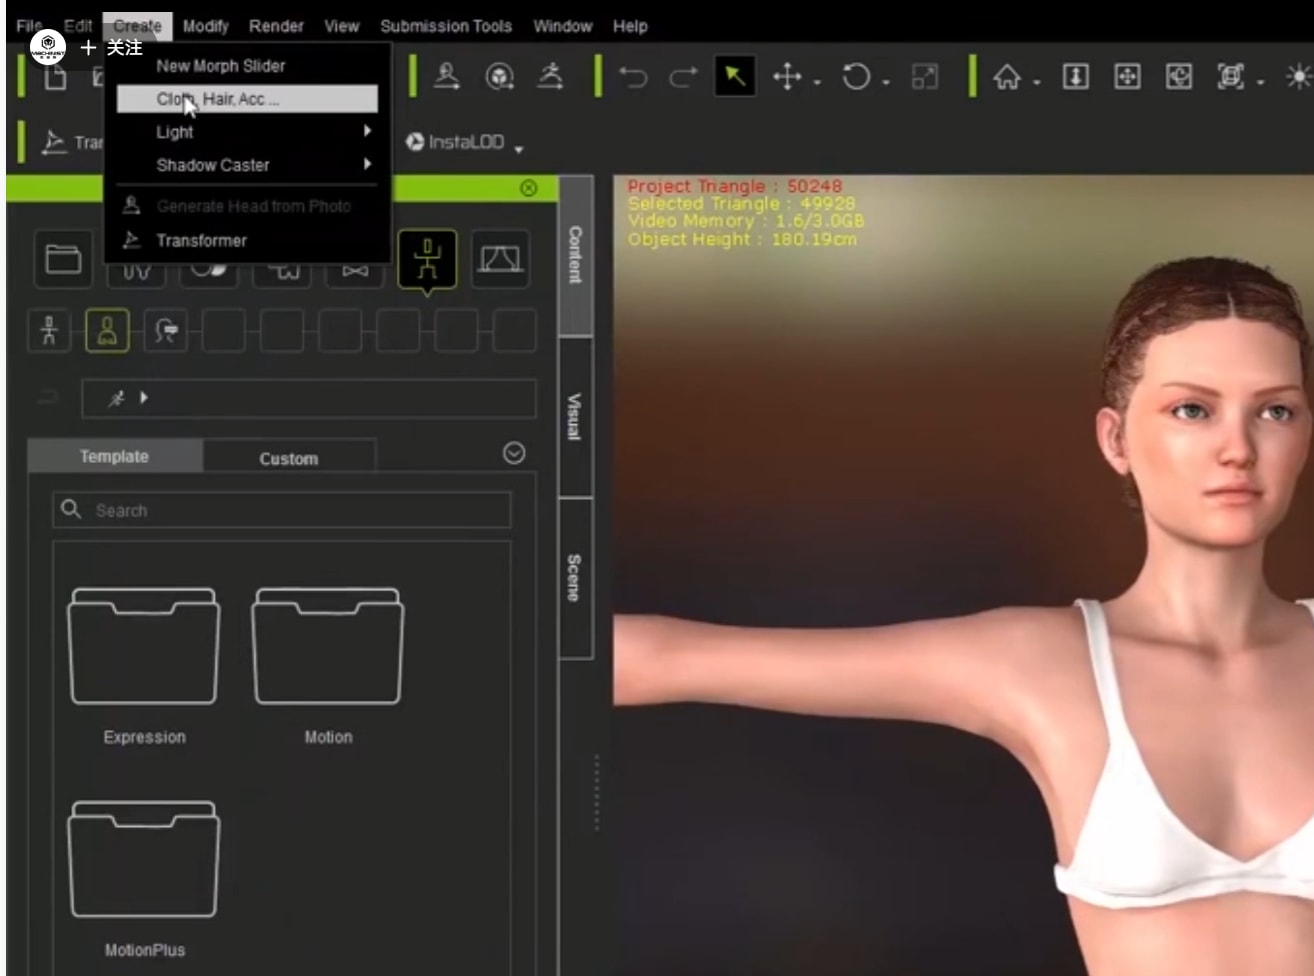 File Edit Create Modify Render View Submission Tools Window Help
+ 关注
New Morph Slider
Cloth, Hair, Acc ...
Light
Shadow Caster
Generate Head from Photo
Transformer
Tran
InstaLOD
Project Triangle : 50248
Selected Triangle : 49928
Video Memory : 1.6/3.0GB
Object Height : 180.19cm
Content
Visual
Scene
Template
Custom
Search
Expression
Motion
MotionPlus